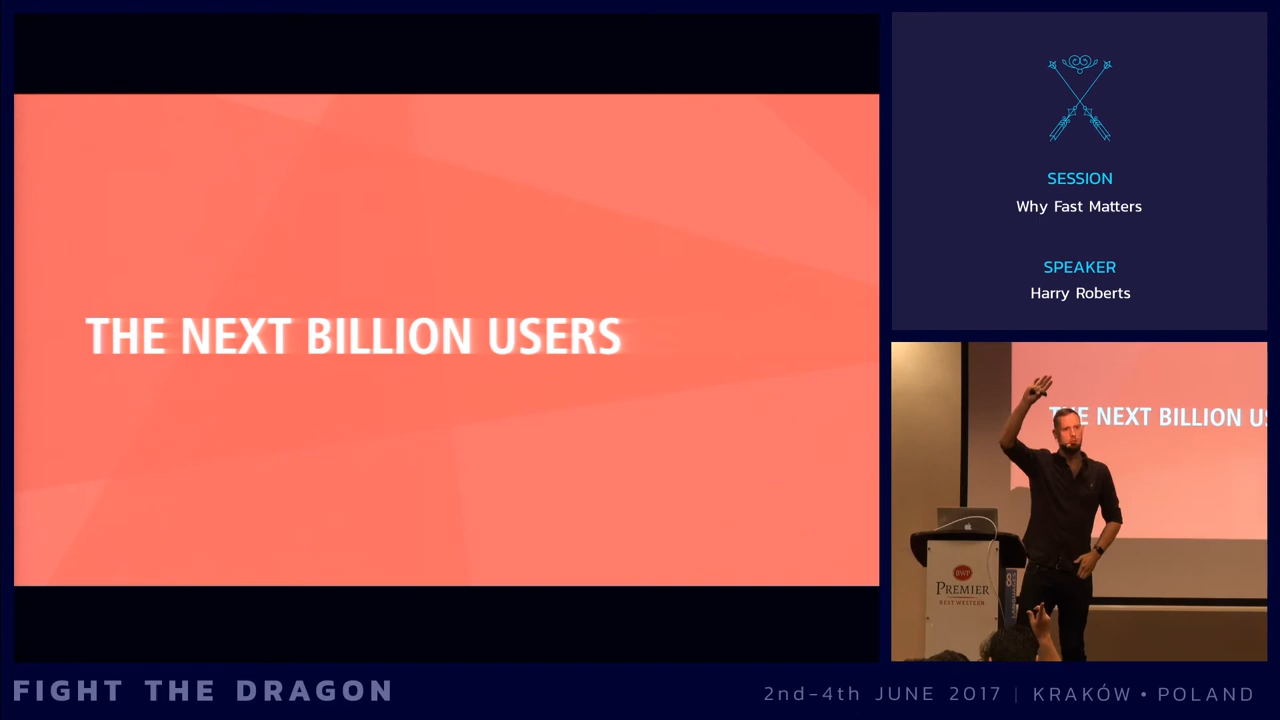 THE NEXT BILLION USERS
SESSION
Why Fast Matters
SPEAKER
Harry Roberts
THE NEXT BILLION US
BWP
PREMIER
BEST WESTERN
FIGHT THE DRAGON
2nd-4th JUNE 2017 | KRAKÓW • POLAND